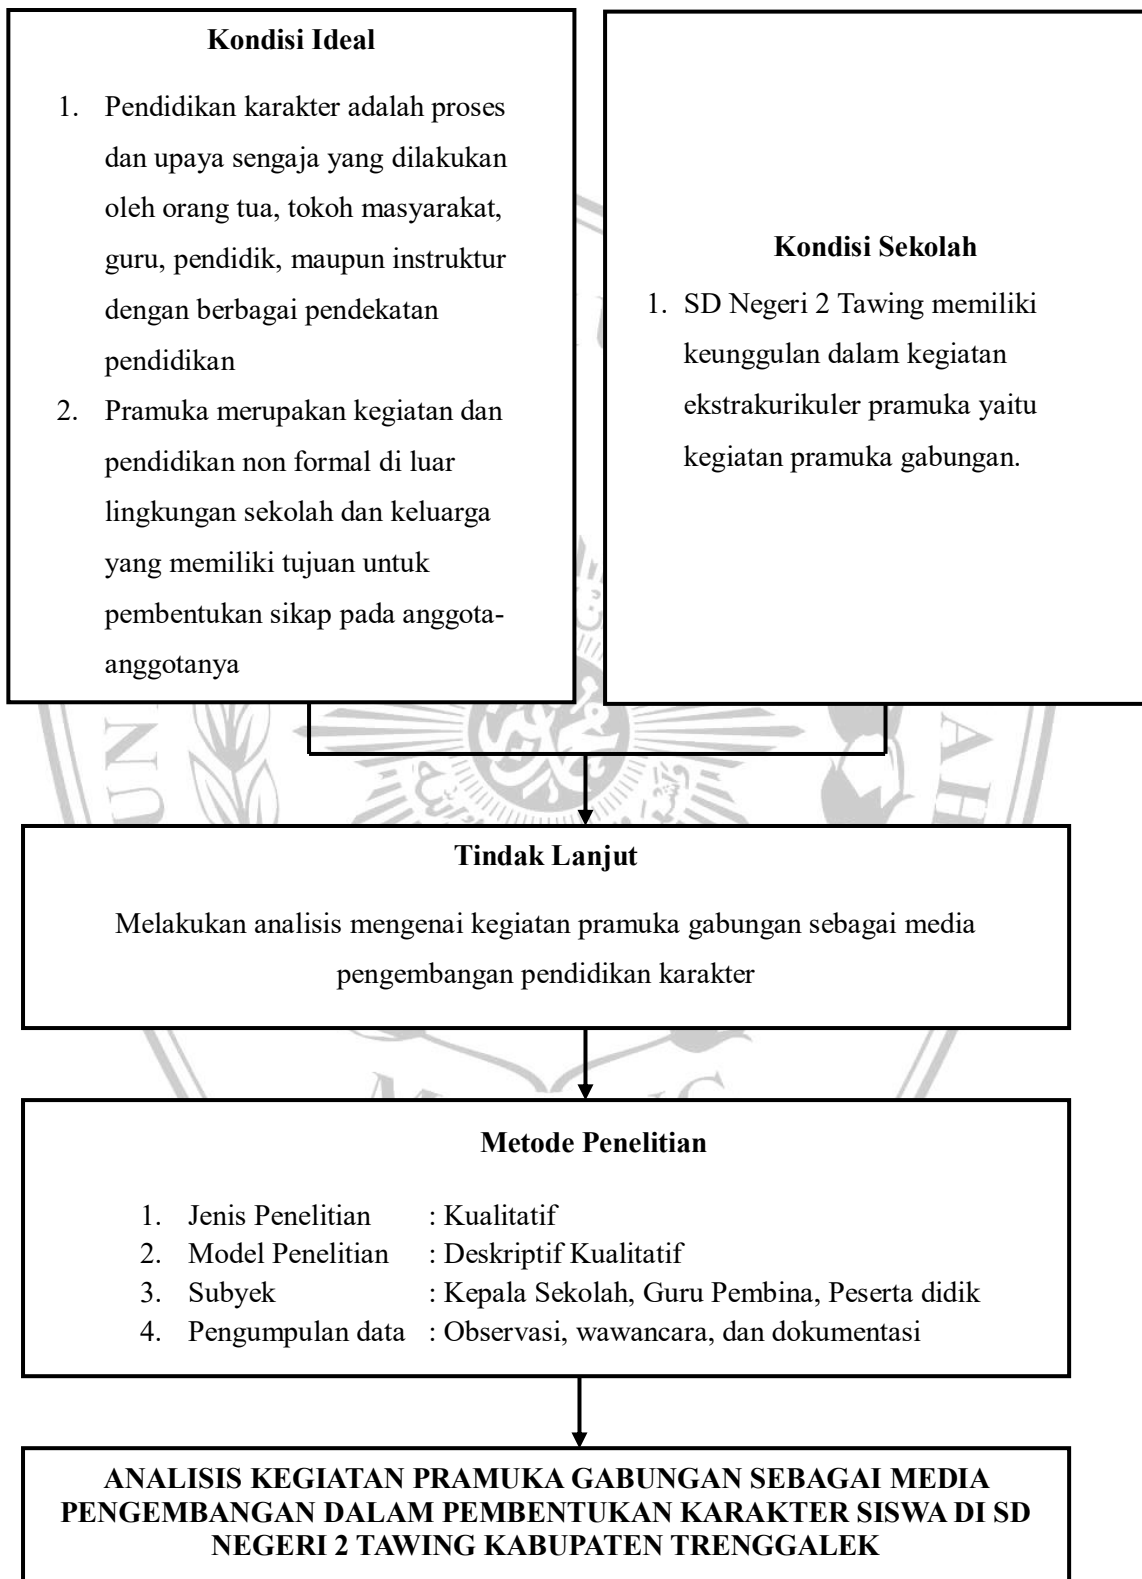 Kondisi Ideal
1. Pendidikan karakter adalah proses
dan upaya sengaja yang dilakukan
oleh orang tua, tokoh masyarakat,
guru, pendidik, maupun instruktur
dengan berbagai pendekatan
pendidikan
2. Pramuka merupakan kegiatan dan
pendidikan non formal di luar
lingkungan sekolah dan keluarga
yang memiliki tujuan untuk
pembentukan sikap pada anggota-
anggotanya
Kondisi Sekolah
1. SD Negeri 2 Tawing memiliki
keunggulan dalam kegiatan
ekstrakurikuler pramuka yaitu
kegiatan pramuka gabungan.
Tindak Lanjut
Melakukan analisis mengenai kegiatan pramuka gabungan sebagai media
pengembangan pendidikan karakter
Metode Penelitian
1. Jenis Penelitian : Kualitatif
2. Model Penelitian : Deskriptif Kualitatif
3. Subyek : Kepala Sekolah, Guru Pembina, Peserta didik
4. Pengumpulan data : Observasi, wawancara, dan dokumentasi
ANALISIS KEGIATAN PRAMUKA GABUNGAN SEBAGAI MEDIA
PENGEMBANGAN DALAM PEMBENTUKAN KARAKTER SISWA DI SD
NEGERI 2 TAWING KABUPATEN TRENGGALEK